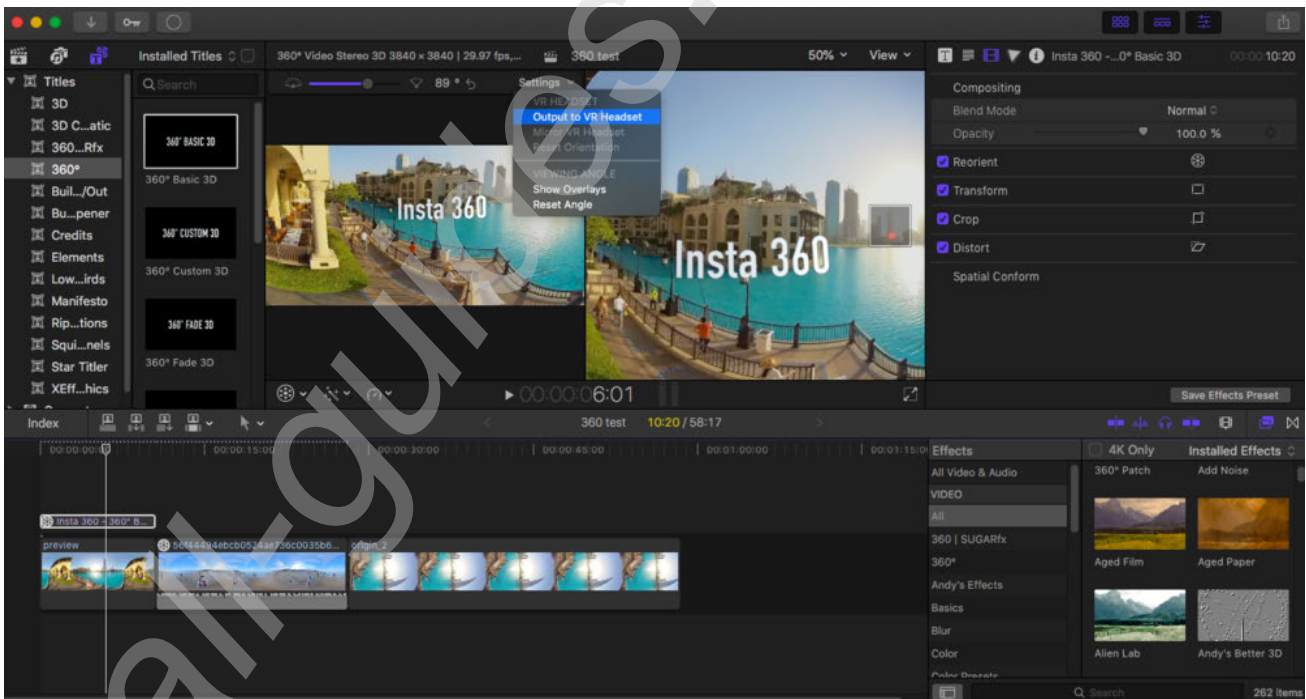 Installed Titles
360° Video Stereo 3D 3840 × 3840 | 29.97 fps,...
360 test
50%
View
Insta 360 -...0° Basic 3D
00:00:10:20
Titles
3D
3D C...atic
360...Rfx
360°
Buil.../Out
Bu...pener
Credits
Elements
Low...irds
Manifesto
Rip...tions
Squi...nels
Star Titler
XEff...hics
Search
360° BASIC 3D
360° Basic 3D
360° CUSTOM 3D
360° Custom 3D
360° FADE 3D
360° Fade 3D
89 °
Settings
VR HEADSET
Output to VR Headset
Mirror VR Headset
Reset Orientation
VIEWING ANGLE
Show Overlays
Reset Angle
Insta 360
Insta 360
Compositing
Blend Mode
Normal
Opacity
100.0 %
Reorient
Transform
Crop
Distort
Spatial Conform
00:00:06:01
Save Effects Preset
Index
360 test
10:20 / 58:17
00:00:00:00
00:00:15:00
00:00:30:00
00:00:45:00
00:01:00:00
00:01:15:0
Insta 360 - 360° B...
preview
origin_2
Effects
4K Only
Installed Effects
All Video & Audio
VIDEO
All
360 | SUGARfx
360°
Andy's Effects
Basics
Blur
Color
Color Presets
360° Patch
Add Noise
Aged Film
Aged Paper
Alien Lab
Andy's Better 3D
Search
262 items